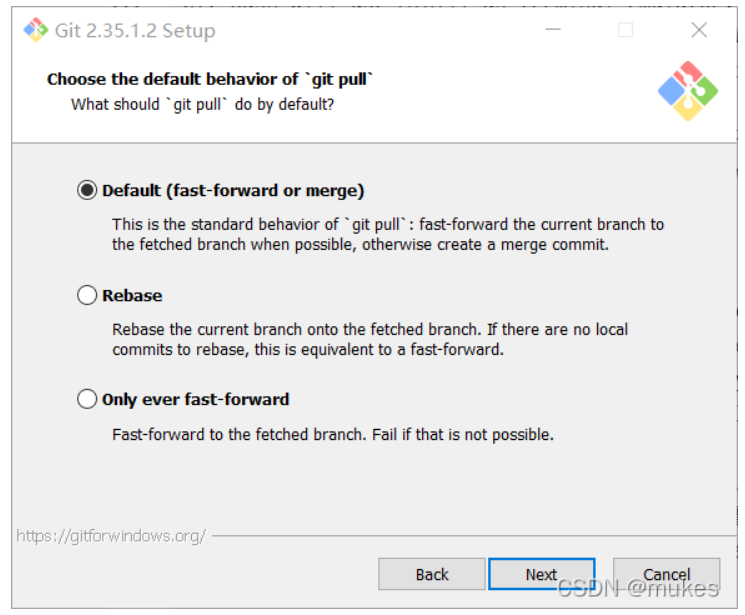 Git 2.35.1.2 Setup
Choose the default behavior of `git pull`
What should `git pull` do by default?
Default (fast-forward or merge)
This is the standard behavior of `git pull`: fast-forward the current branch to
the fetched branch when possible, otherwise create a merge commit.
Rebase
Rebase the current branch onto the fetched branch. If there are no local
commits to rebase, this is equivalent to a fast-forward.
Only ever fast-forward
Fast-forward to the fetched branch. Fail if that is not possible.
https://gitforwindows.org/
Back Next Cancel
CSDN @mukes